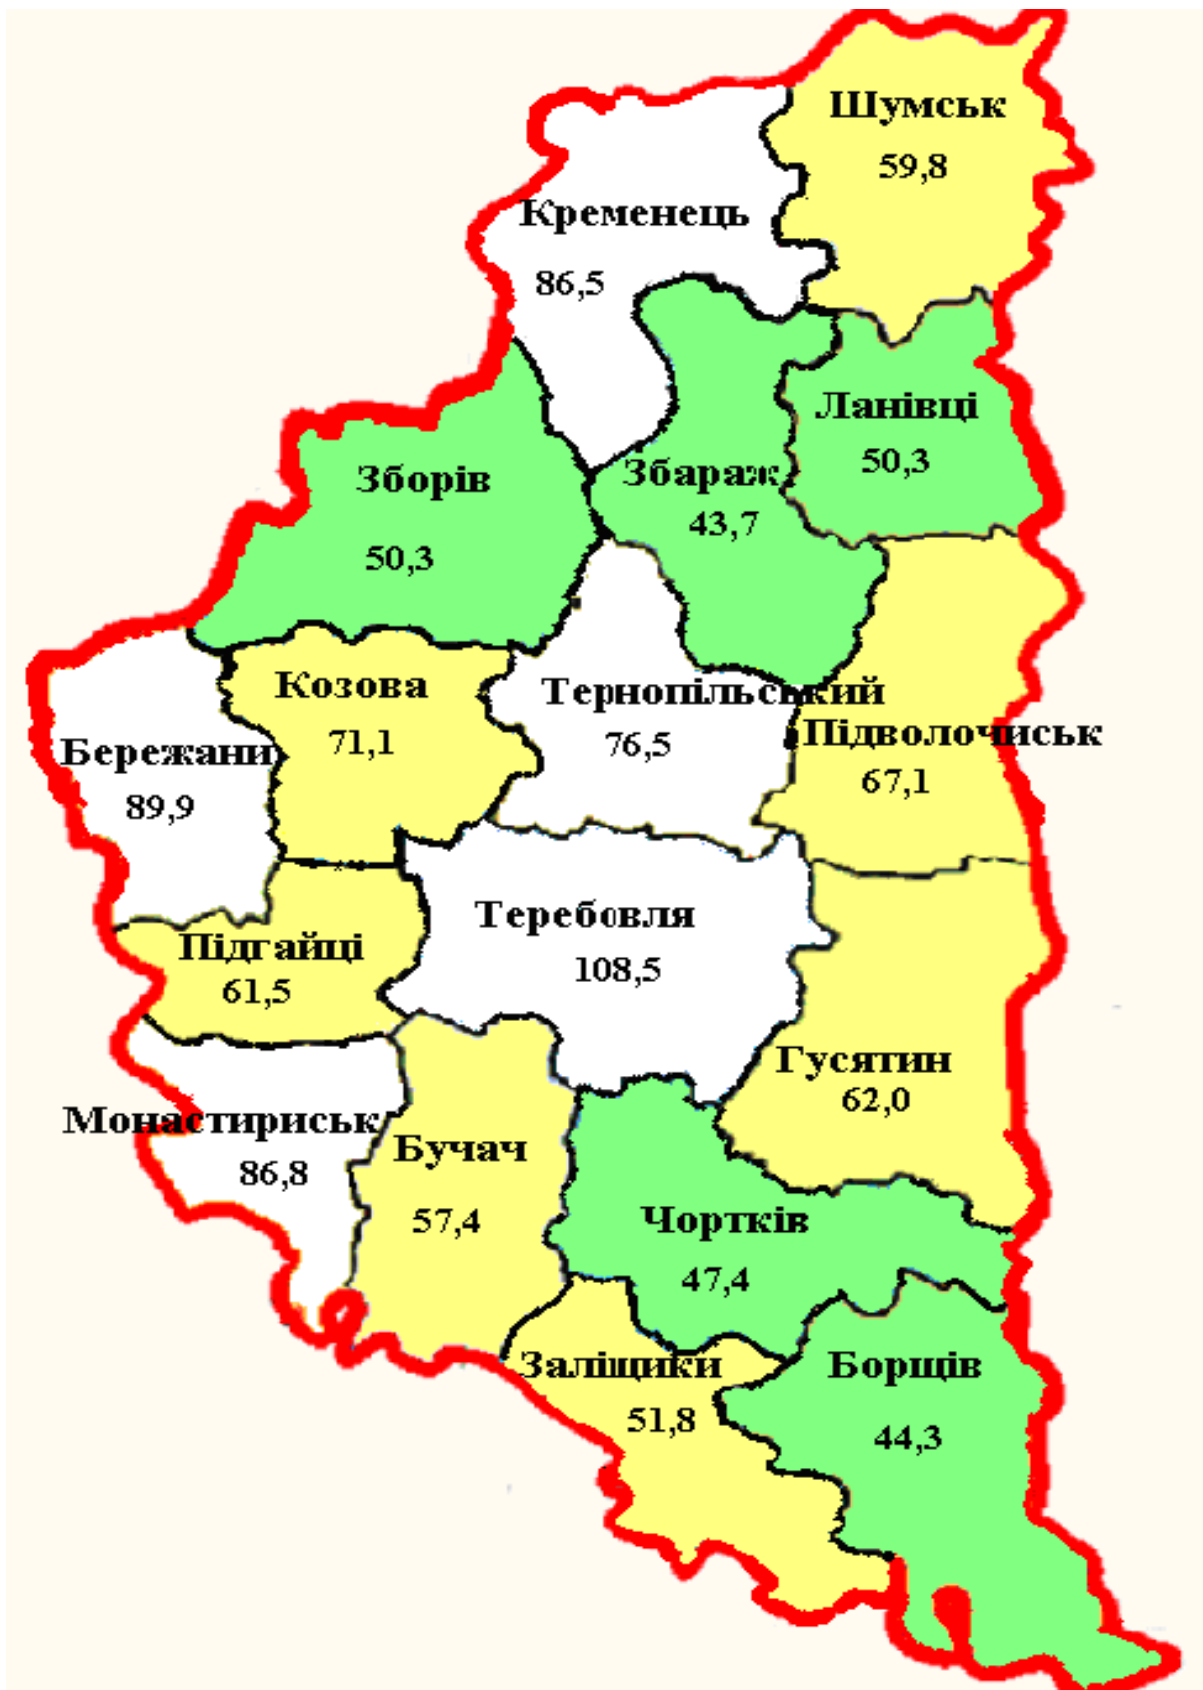 Шумськ
59,8
Кременець
86,5
Ланівці
50,3
Збараж
43,7
Зборів
50,3
Козова
71,1
Тернопільський
76,5
Підволочиськ
67,1
Бережани
89,9
Теребовля
108,5
Підгайці
61,5
Гусятин
62,0
Монастириськ
86,8
Бучач
57,4
Чортків
47,4
Заліщики
51,8
Борщів
44,3